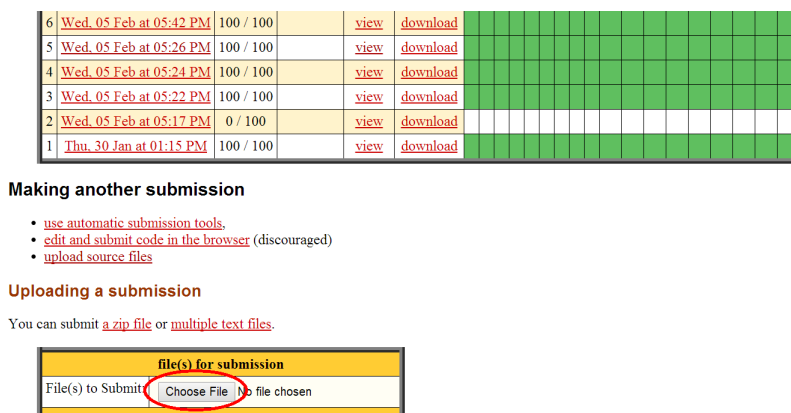 6 Wed, 05 Feb at 05:42 PM 100 / 100 view download
5 Wed, 05 Feb at 05:26 PM 100 / 100 view download
4 Wed, 05 Feb at 05:24 PM 100 / 100 view download
3 Wed, 05 Feb at 05:22 PM 100 / 100 view download
2 Wed, 05 Feb at 05:17 PM 0 / 100 view download
1 Thu, 30 Jan at 01:15 PM 100 / 100 view download
Making another submission
• use automatic submission tools,
• edit and submit code in the browser (discouraged)
• upload source files
Uploading a submission
You can submit a zip file or multiple text files.
file(s) for submission
File(s) to Submit: Choose File No file chosen